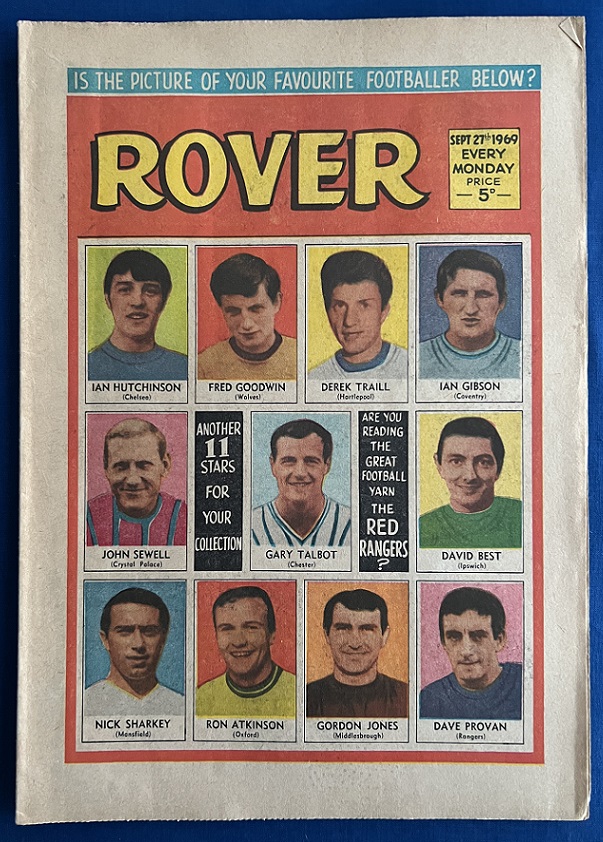 IS THE PICTURE OF YOUR FAVOURITE FOOTBALLER BELOW?
ROVER
SEPT 27TH 1969
EVERY
MONDAY
PRICE
— 5D —
IAN HUTCHINSON
(Chelsea)
FRED GOODWIN
(Wolves)
DEREK TRAILL
(Hartlepool)
IAN GIBSON
(Coventry)
JOHN SEWELL
(Crystal Palace)
ANOTHER
11
STARS
FOR
YOUR
COLLECTION
GARY TALBOT
(Chester)
ARE YOU
READING
THE
GREAT
FOOTBALL
YARN
THE
RED
RANGERS
?
DAVID BEST
(Ipswich)
NICK SHARKEY
(Mansfield)
RON ATKINSON
(Oxford)
GORDON JONES
(Middlesbrough)
DAVE PROVAN
(Rangers)